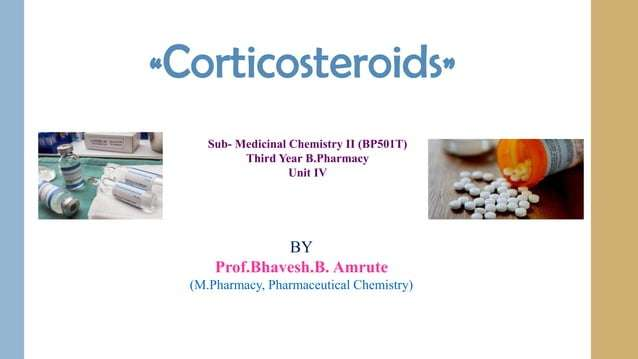 «Corticosteroids»
Sub- Medicinal Chemistry II (BP501T)
Third Year B.Pharmacy
Unit IV
BY
Prof.Bhavesh.B. Amrute
(M.Pharmacy, Pharmaceutical Chemistry)